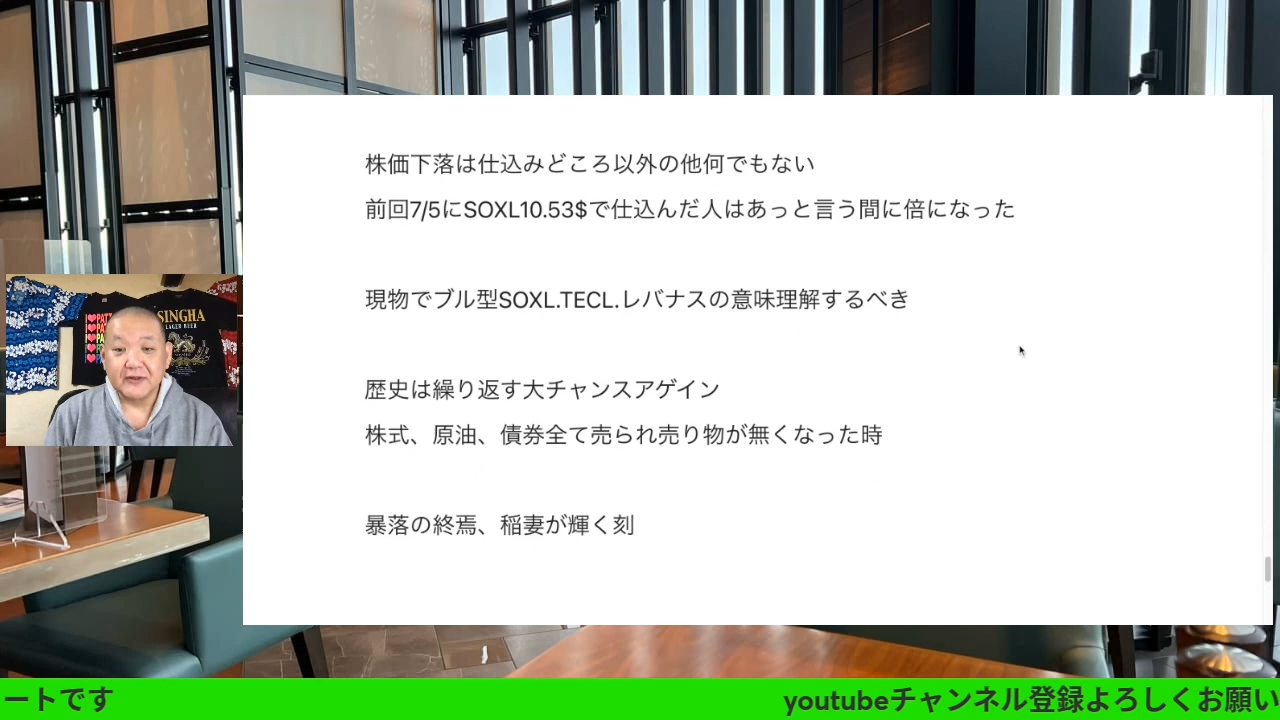 株価下落は仕込みどころ以外の他何でもない
前回7/5にSOXL10.53$で仕込んだ人はあっと言う間に倍になった
現物でブル型SOXL.TECL.レバナスの意味理解するべき
歴史は繰り返す大チャンスアゲイン
株式、原油、債券全て売られ売り物が無くなった時
暴落の終焉、稲妻が輝く刻
SINGHA
LAGER BEER
ートです
youtubeチャンネル登録よろしくお願い